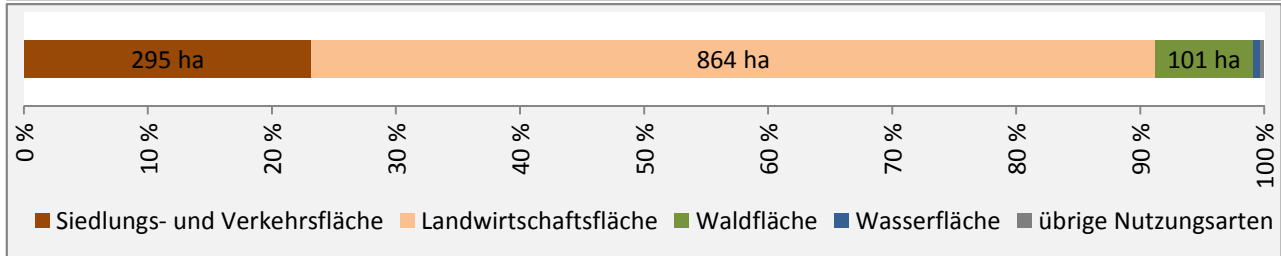 295 ha 864 ha 101 ha
0 % 10 % 20 % 30 % 40 % 50 % 60 % 70 % 80 % 90 % 100 %
Siedlungs- und Verkehrsfläche Landwirtschaftsfläche Waldfläche Wasserfläche übrige Nutzungsarten